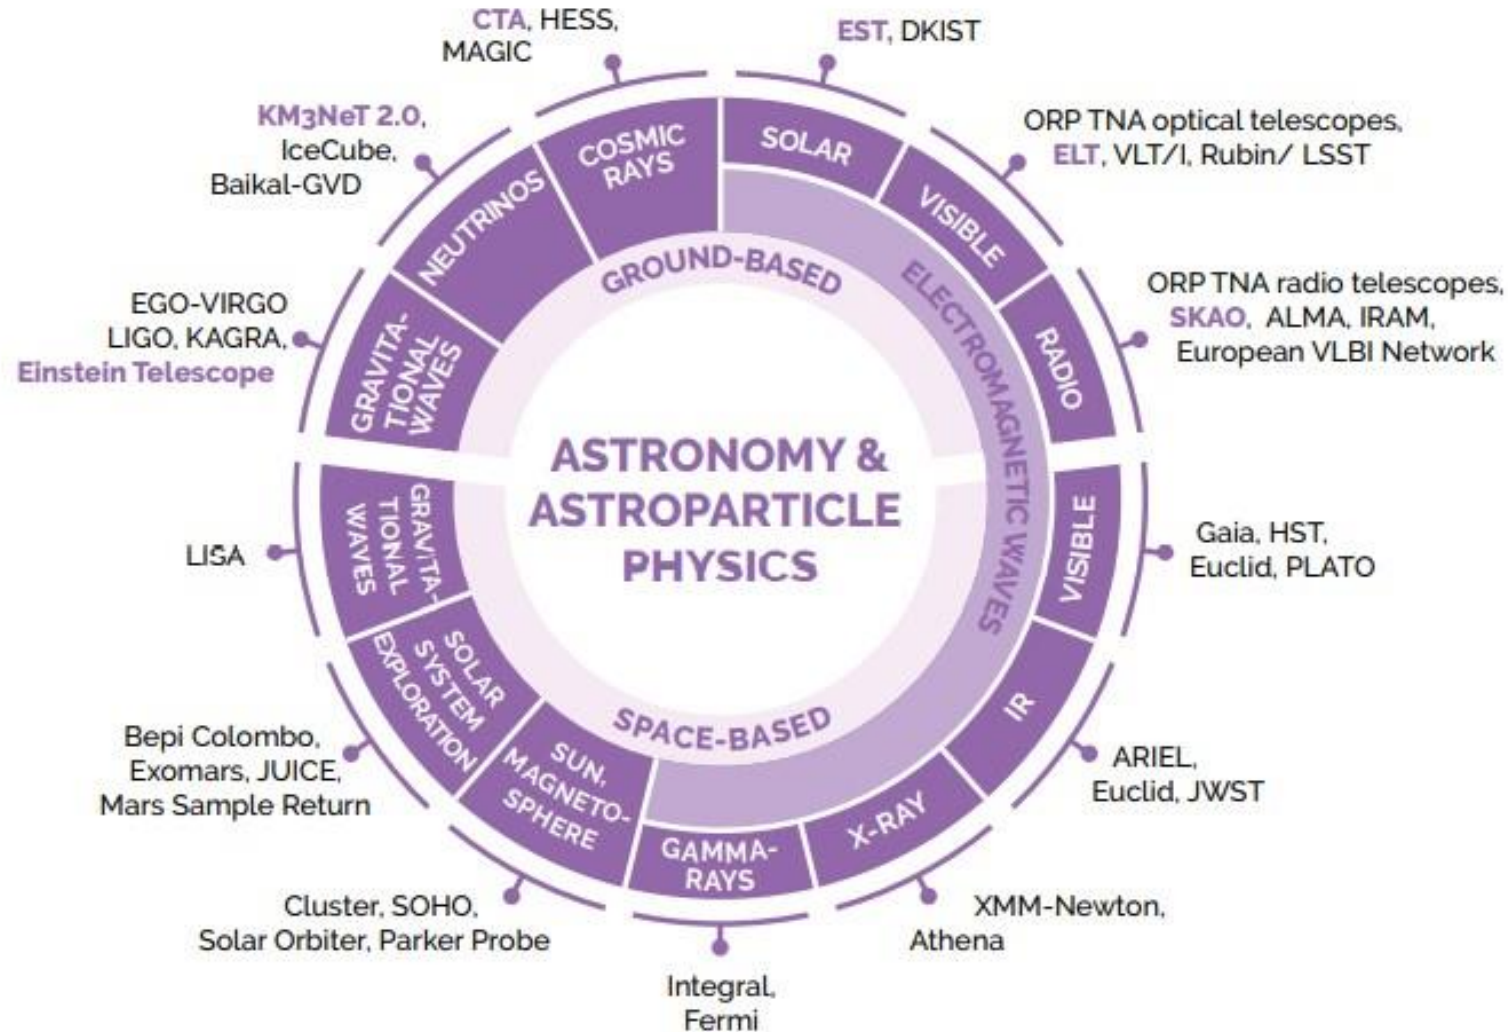 CTA, HESS,
MAGIC
EST, DKIST
KM3NeT 2.0,
IceCube,
Baikal-GVD
ORP TNA optical telescopes,
ELT, VLT/I, Rubin/ LSST
EGO-VIRGO
LIGO, KAGRA,
Einstein Telescope
ORP TNA radio telescopes,
SKAO, ALMA, IRAM,
European VLBI Network
COSMIC
RAYS
SOLAR
NEUTRINOS
VISIBLE
GRAVITA-
TIONAL
WAVES
RADIO
GROUND-BASED
ELECTROMAGNETIC WAVES
ASTRONOMY &
ASTROPARTICLE
PHYSICS
GRAVITA-
TIONAL
WAVES
VISIBLE
LISA
Gaia, HST,
Euclid, PLATO
SOLAR
SYSTEM
EXPLORATION
IR
SPACE-BASED
SUN,
MAGNETO-
SPHERE
X-RAY
GAMMA-
RAYS
Bepi Colombo,
Exomars, JUICE,
Mars Sample Return
ARIEL,
Euclid, JWST
Cluster, SOHO,
Solar Orbiter, Parker Probe
XMM-Newton,
Athena
Integral,
Fermi